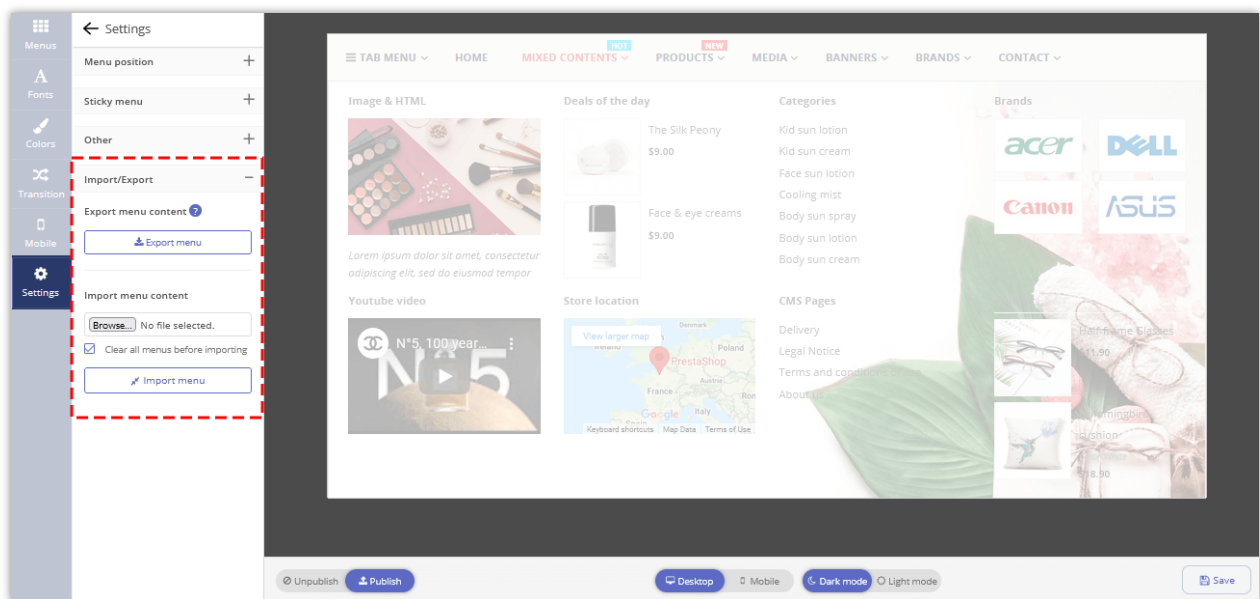 Menus
Fonts
Colors
Transition
Mobile
Settings
Settings
Menu position
Sticky menu
Other
Import/Export
Export menu content ?
Export menu
Import menu content
Browse... No file selected.
Clear all menus before importing
Import menu
HOT
NEW
TAB MENU HOME MIXED CONTENTS PRODUCTS MEDIA BANNERS BRANDS CONTACT
Image & HTML
Lorem ipsum dolor sit amet, consectetur
adipiscing elit, sed do eiusmod tempor
Deals of the day
The Silk Peony
$9.00
Face & eye creams
$9.00
Categories
Kid sun lotion
Kid sun cream
Face sun lotion
Cooling mist
Body sun spray
Body sun lotion
Body sun cream
Brands
acer
DELL
Canon
ASUS
Youtube video
N°5, 100 year...
N°5
Store location
View larger map
Denmark
Poland
PrestaShop
Austria
France
Italy
Google
Keyboard shortcuts Map Data Terms of Use
CMS Pages
Delivery
Legal Notice
Terms and conditions
About us
Half-frame Glasses
$11.90
cushion
$18.90
Unpublish Publish
Desktop Mobile
Dark mode Light mode
Save